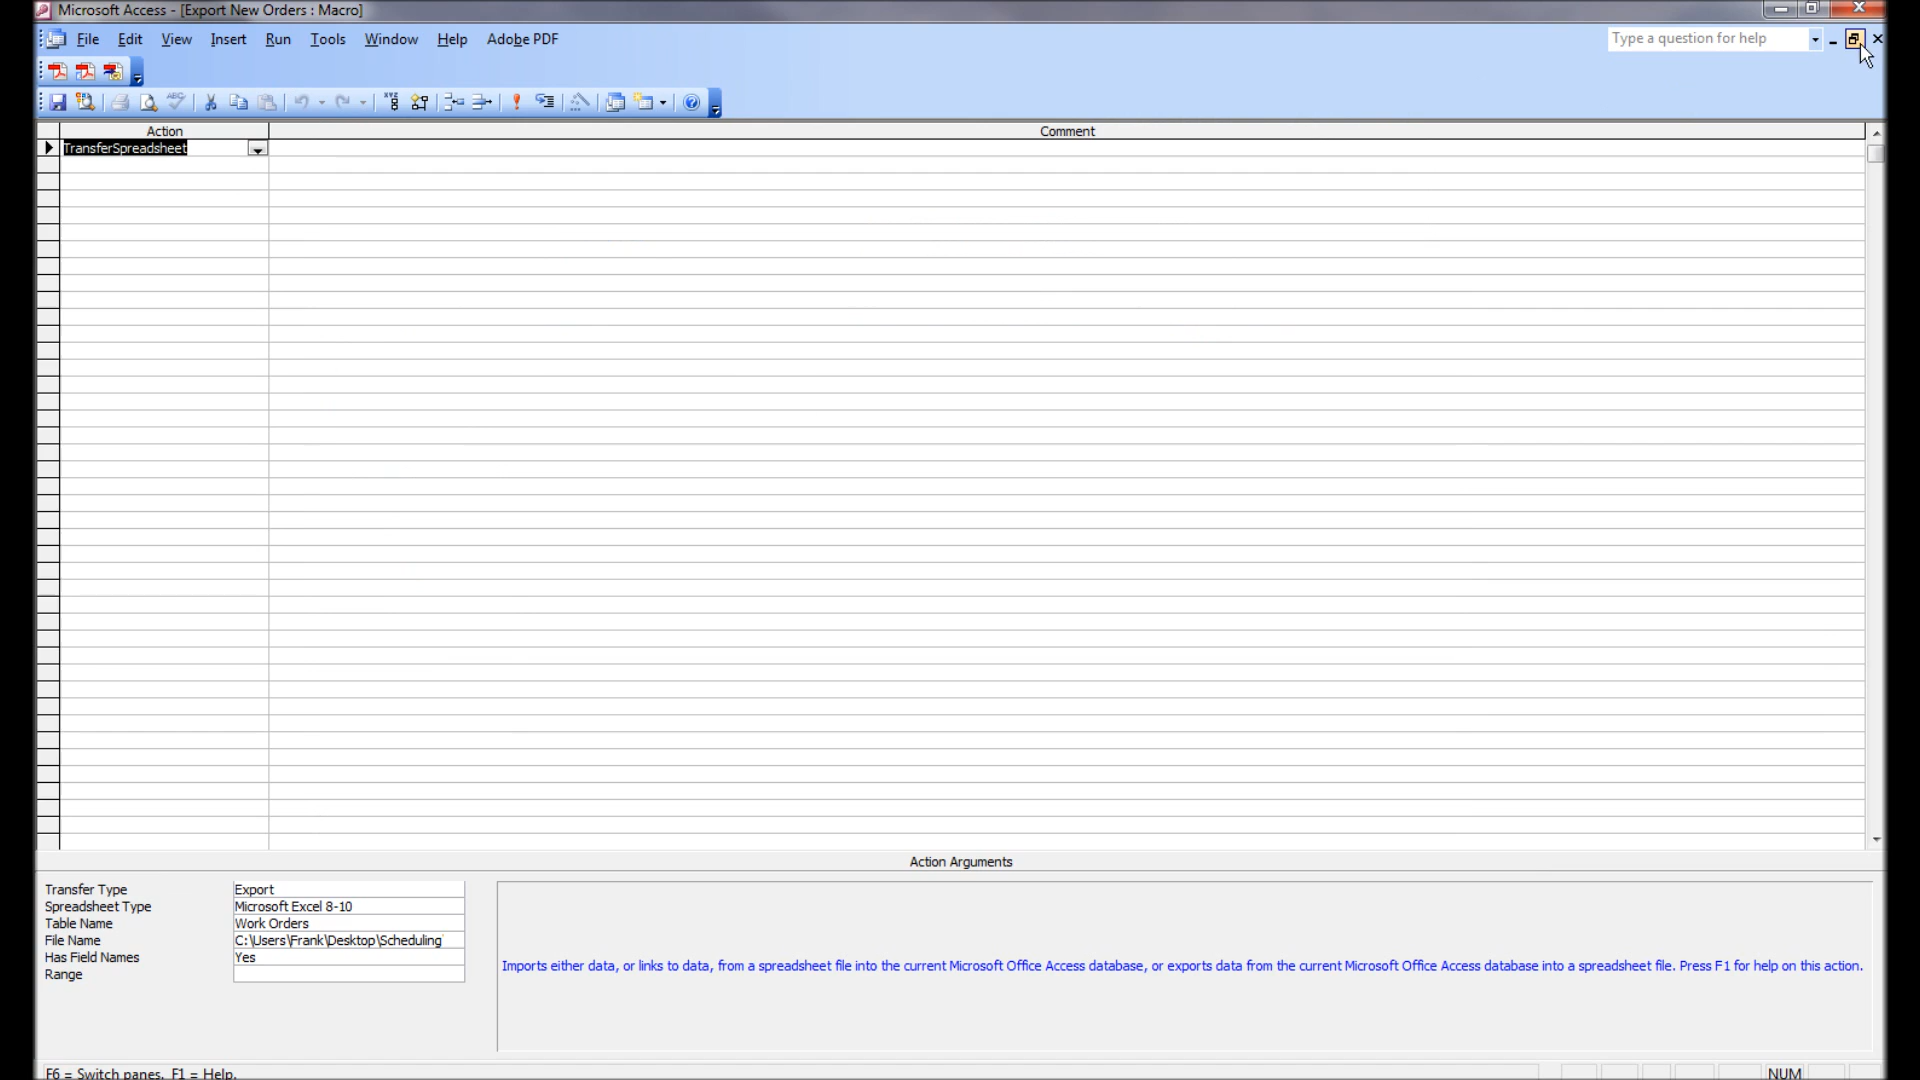 Microsoft Access - [Export New Orders : Macro]
File Edit View Insert Run Tools Window Help Adobe PDF
Type a question for help
Action Comment
TransferSpreadsheet
Action Arguments
Transfer Type Export
Spreadsheet Type Microsoft Excel 8-10
Table Name Work Orders
File Name C:\Users\Frank\Desktop\Scheduling
Has Field Names Yes
Range
Imports either data, or links to data, from a spreadsheet file into the current Microsoft Office Access database, or exports data from the current Microsoft Office Access database into a spreadsheet file. Press F1 for help on this action.
F6 = Switch panes. F1 = Help. NUM